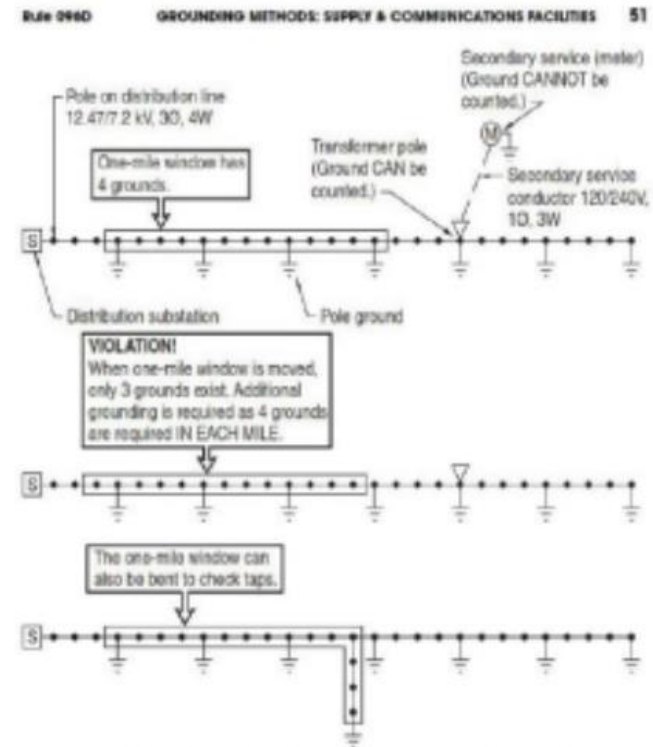 Rule 096D
GROUNDING METHODS: SUPPLY & COMMUNICATIONS FACILITIES
51
Secondary service (meter)
(Ground CANNOT be
counted.)
Pole on distribution line
12.47/7.2 kV, 3Ø, 4W
M
Transformer pole
(Ground CAN be
counted.)
One-mile window has
4 grounds.
Secondary service
conductor 120/240V,
1Ø, 3W
S
Distribution substation
Pole ground
VIOLATION!
When one-mile window is moved,
only 3 grounds exist. Additional
grounding is required as 4 grounds
are required IN EACH MILE.
S
The one-mile window can
also be bent to check taps.
S